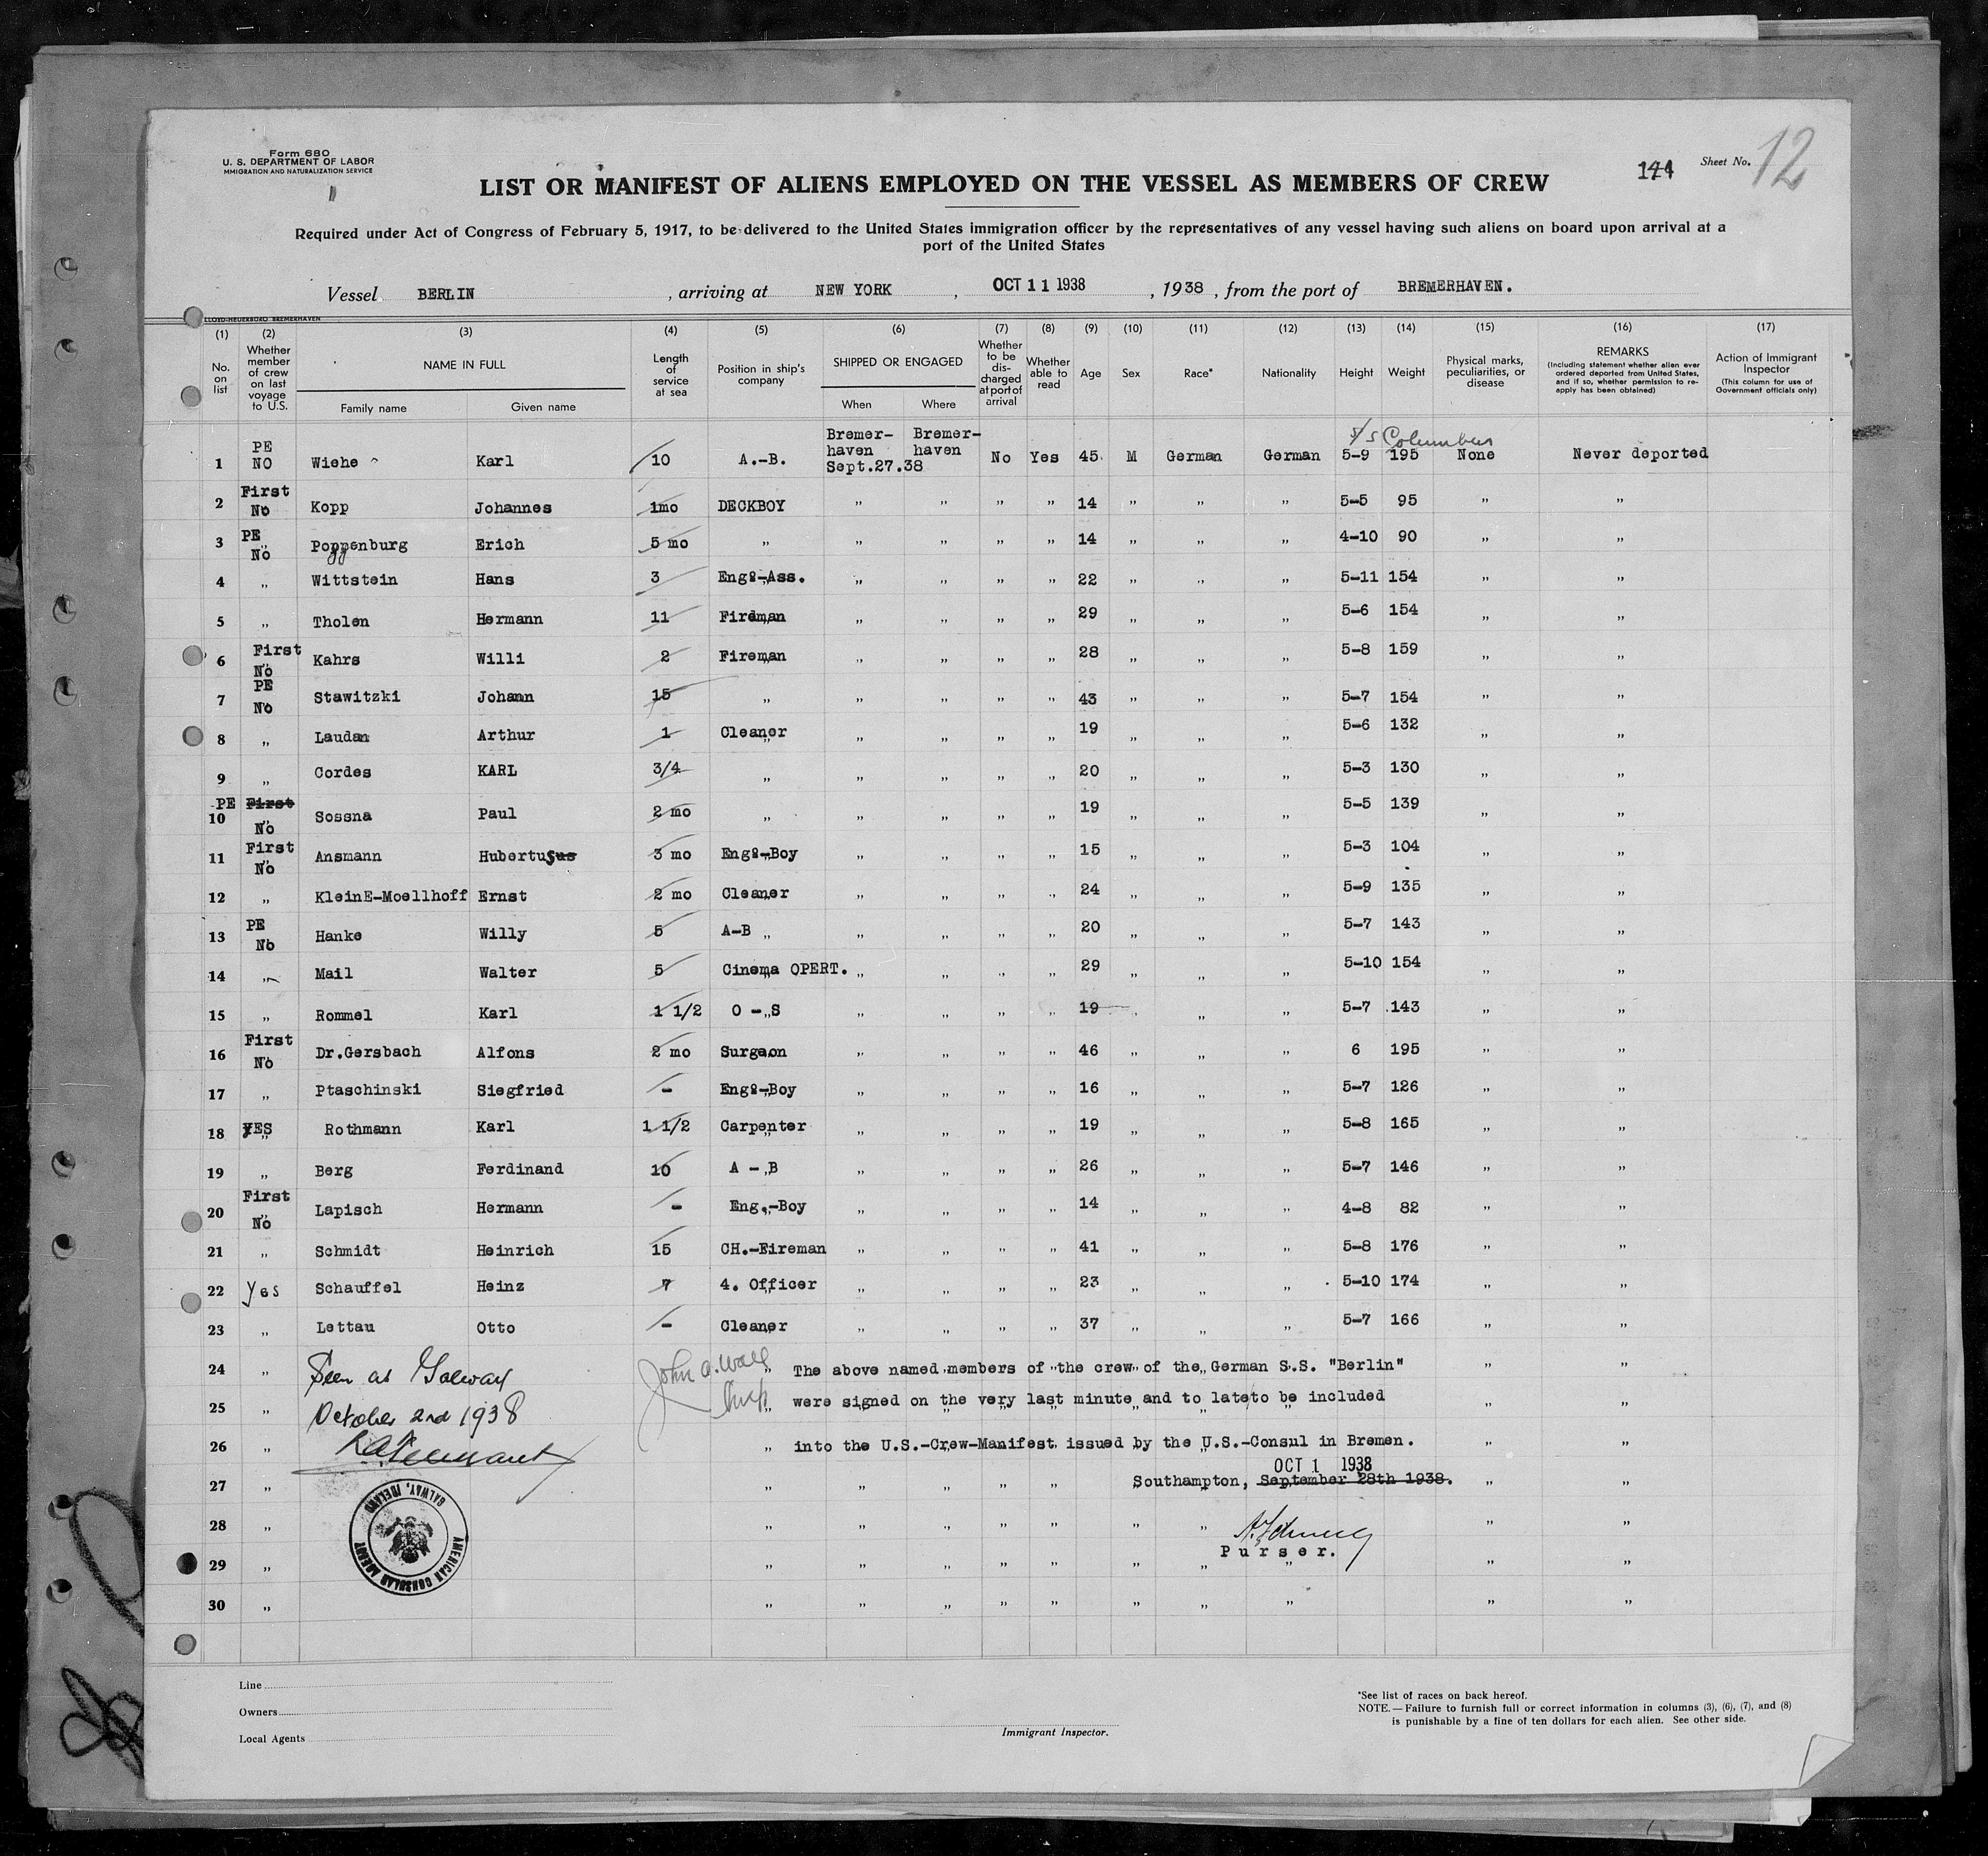 Form 680
U. S. DEPARTMENT OF LABOR
MMIGRATION AND NATURALIZATION SERVICE
144 Sheet No. 12
LIST OR MANIFEST OF ALIENS EMPLOYED ON THE VESSEL AS MEMBERS OF CREW
Required under Act of Congress of February 5, 1917, to be delivered to the United States immigration officer by the representatives of any vessel having such aliens on board upon arrival at a
port of the United States
Vessel BERLIN , arriving at NEW YORK , OCT 11 1938 , 1938 , from the port of BREMERHAVEN.
LLOYD-HEUERBÜRO BREMERHAVEN
(1) (2) (3) (4) (5) (6) (7) (8) (9) (10) (11) (12) (13) (14) (15) (16) (17)
No. on list
Whether member of crew on last voyage to U.S.
NAME IN FULL
Family name Given name
Length of service at sea
Position in ship's company
SHIPPED OR ENGAGED
When Where
Whether to be discharged at port of arrival
Whether able to read
Age
Sex
Race*
Nationality
Height
Weight
Physical marks, peculiarities, or disease
REMARKS
(Including statement whether alien ever ordered deported from United States, and if so, whether permission to re-apply has been obtained)
Action of Immigrant Inspector
(This column for use of Government officials only)
S/S Columbus
1 PE NO Wiehe Karl 10 A.-B. Bremer-haven Sept.27.38 Bremer-haven No Yes 45 M German German 5-9 195 None Never deported
2 First No Kopp Johannes 1mo DECKBOY " " " " 14 " " " 5-5 95 " "
3 PE " No Poppenburg Erich 5 mo " " " " " 14 " " " 4-10 90 " "
4 " Wittstein Hans 3 Engº-Ass. " " " " 22 " " " 5-11 154 " "
5 " Tholen Hermann 11 Fireman " " " " 29 " " " 5-6 154 " "
6 First " No Kahrs Willi 2 Fireman " " " " 28 " " " 5-8 159 " "
7 PE No Stawitzki Johann 15 " " " " " 43 " " " 5-7 154 " "
8 " Laudan Arthur 1 Cleaner " " " " 19 " " " 5-6 132 " "
9 " Cordes KARL 3/4 " " " " " 20 " " " 5-3 130 " "
10 PE First " No Sossna Paul 2 mo " " " " " 19 " " " 5-5 139 " "
11 First " No Ansmann Hubertusus 3 mo Engº-Boy " " " " 15 " " " 5-3 104 " "
12 " KleinE-Moellhoff Ernst 2 mo Cleaner " " " " 24 " " " 5-9 135 " "
13 PE No Hanke Willy 5 A-B " " " " " 20 " " " 5-7 143 " "
14 " Mail Walter 5 Cinema OPERT. " " " " 29 " " " 5-10 154 " "
15 " Rommel Karl 1 1/2 O - S " " " " 19 " " " 5-7 143 " "
16 First No Dr.Gersbach Alfons 2 mo Surgeon " " " " 46 " " " 6 195 " "
17 " Ptaschinski Siegfried - Engº-Boy " " " " 16 " " " 5-7 126 " "
18 YES " Rothmann Karl 1 1/2 Carpenter " " " " 19 " " " 5-8 165 " "
19 " Berg Ferdinand 10 A - B " " " " 26 " " " 5-7 146 " "
20 First " No Lapisch Hermann - Eng.-Boy " " " " 14 " " " 4-8 82 " "
21 " Schmidt Heinrich 15 CH.-Fireman " " " " 41 " " " 5-8 176 " "
22 Yes Schauffel Heinz 7 4. Officer " " " " 23 " " " 5-10 174 " "
23 " Lettau Otto - Cleaner " " " " 37 " " " 5-7 166 " "
24 " Seen at Galway John A. Wall " The above named members of the crew of the German S.S. "Berlin" " "
25 " October 2nd 1938 Insp " were signed on the very last minute and to lateto be included " "
26 " " into the U.S.-Crew-Manifest issued by the U.S.-Consul in Bremen. " "
OCT 1 1938
27 " " " " " " Southampton, September 28th 1938. " "
28 " " " " " " " " " "
29 " " " " " " " " Purser. " "
30 " " " " " " " " " " "
AMERICAN CONSULAR AGENCY
GALWAY, IRELAND
Line
Owners
Local Agents
Immigrant Inspector.
*See list of races on back hereof.
NOTE.—Failure to furnish full or correct information in columns (3), (6), (7), and (8)
is punishable by a fine of ten dollars for each alien. See other side.